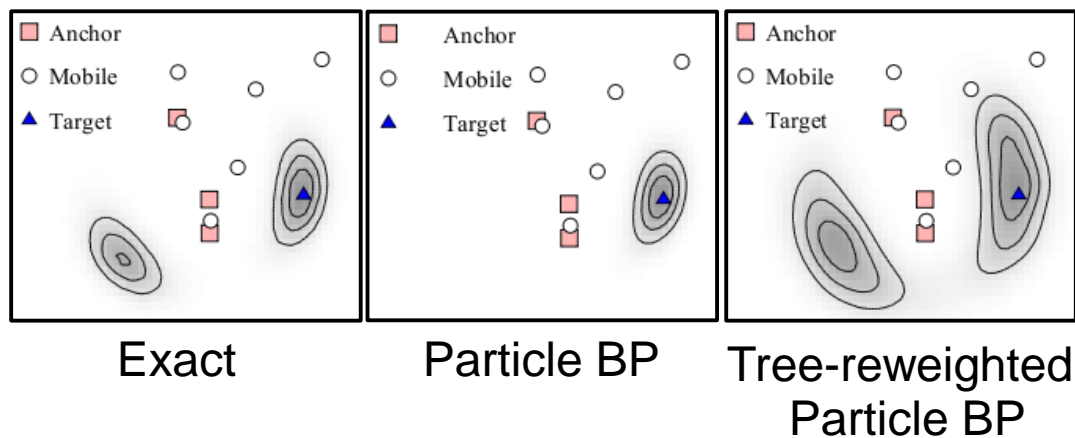 Anchor
Mobile
Target
Anchor
Mobile
Target
Anchor
Mobile
Target
Exact
Particle BP
Tree-reweighted
Particle BP